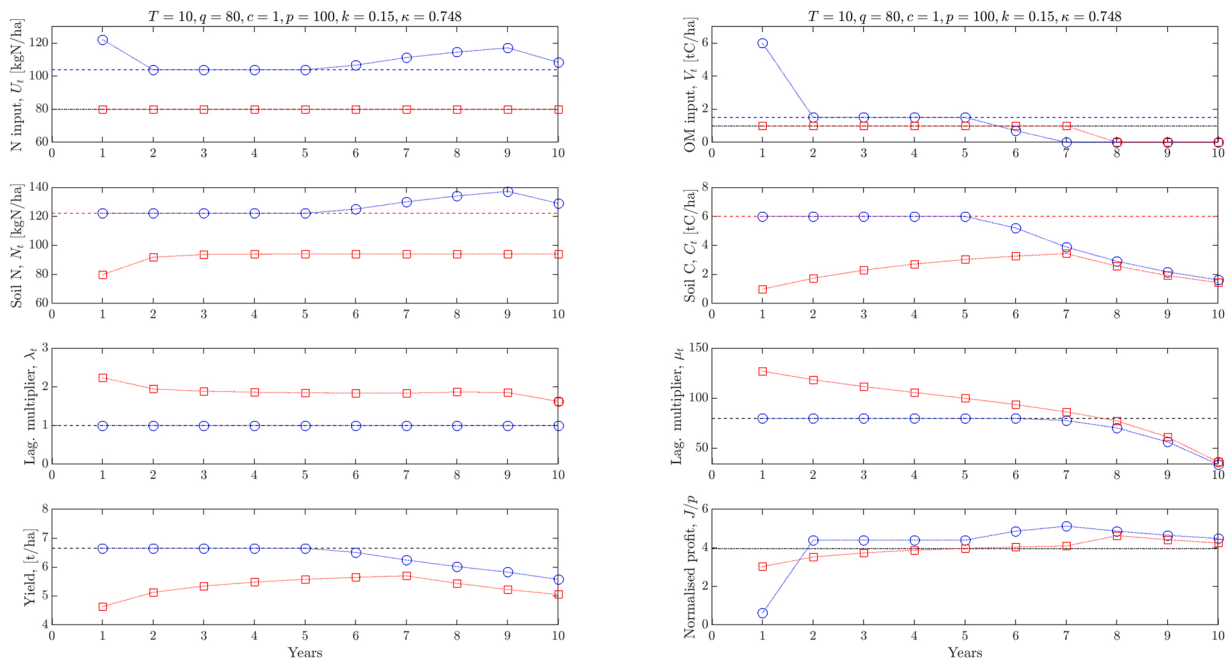 T = 10, q = 80, c = 1, p = 100, k = 0.15, κ = 0.748
N input, U_t [kgN/ha]
120
100
80
60
0 1 2 3 4 5 6 7 8 9 10
Soil N, N_t [kgN/ha]
140
120
100
80
60
0 1 2 3 4 5 6 7 8 9 10
Lag. multiplier, λ_t
3
2
1
0
0 1 2 3 4 5 6 7 8 9 10
Yield, [t/ha]
8
7
6
5
4
0 1 2 3 4 5 6 7 8 9 10
Years
T = 10, q = 80, c = 1, p = 100, k = 0.15, κ = 0.748
OM input, V_t [tC/ha]
6
4
2
0
0 1 2 3 4 5 6 7 8 9 10
Soil C, C_t [tC/ha]
8
6
4
2
0
0 1 2 3 4 5 6 7 8 9 10
Lag. multiplier, μ_t
150
100
50
0 1 2 3 4 5 6 7 8 9 10
Normalised profit, J/p
6
4
2
0
0 1 2 3 4 5 6 7 8 9 10
Years